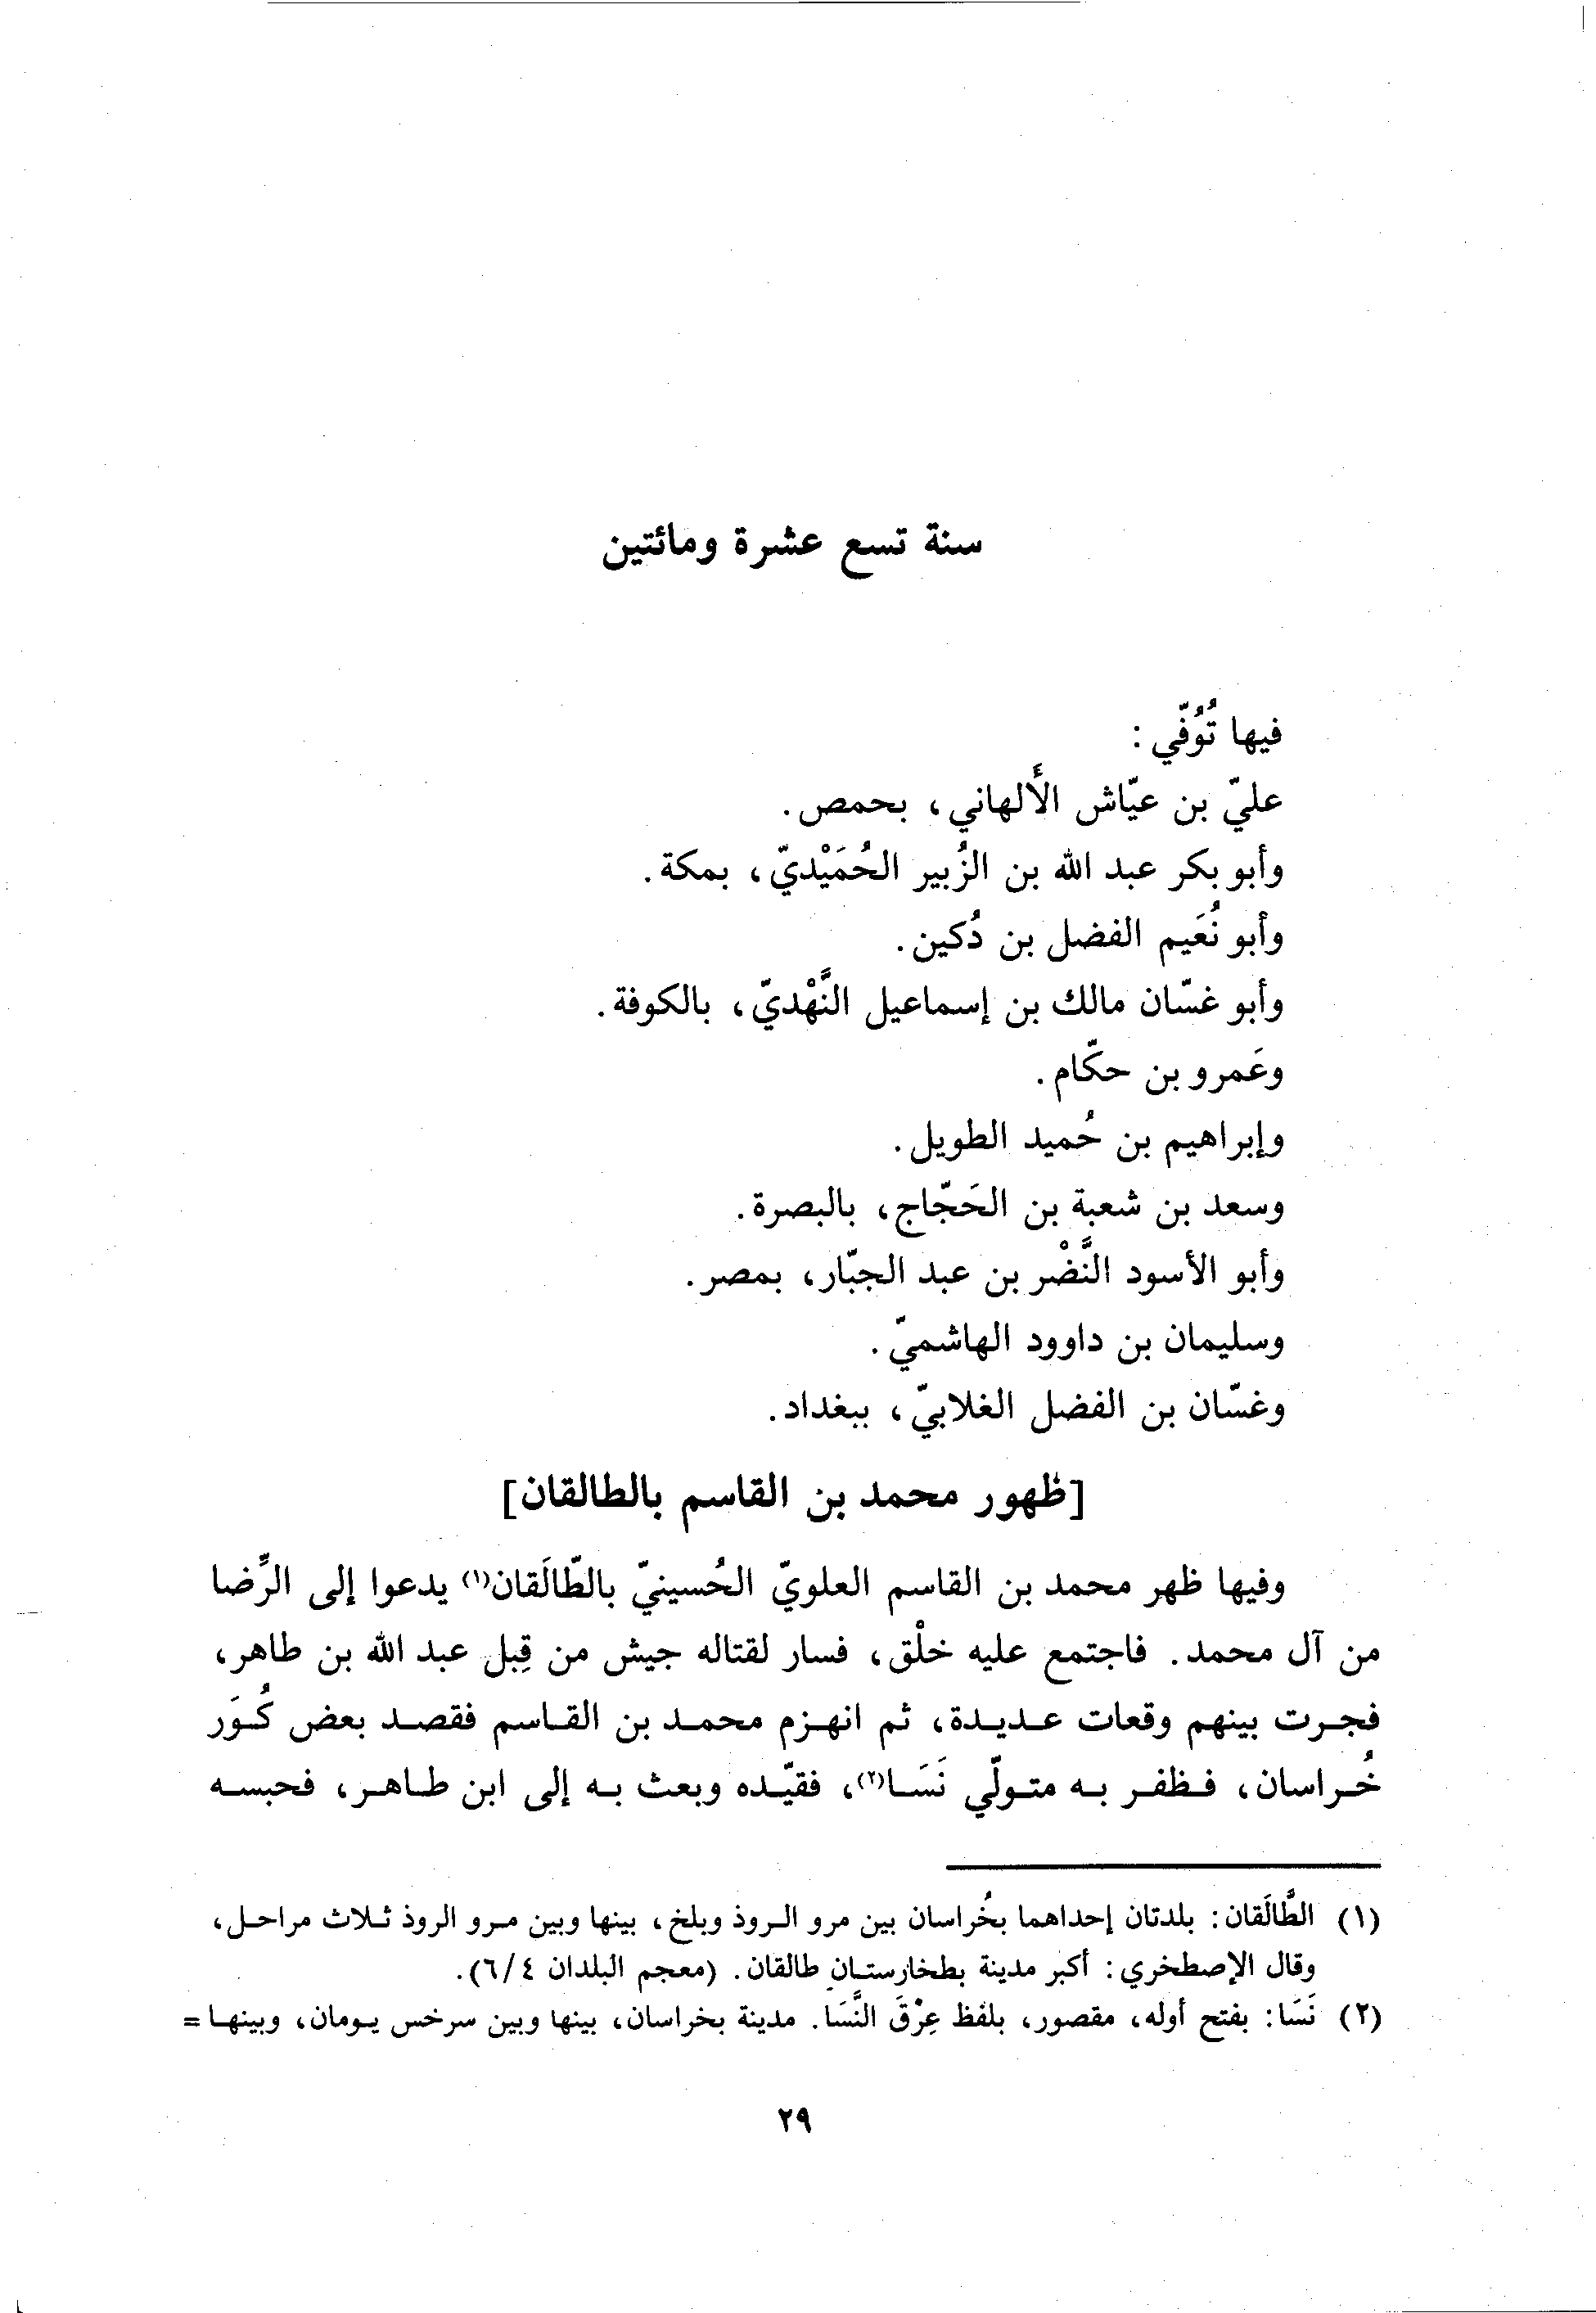 سنة تسع عشرة ومائتين
فيها تُوُفّي :
عليّ بن عيّاش الأَلهاني، بحمص.
وأبو بكر عبد الله بن الزُبير الحُمَيْديّ، بمكة.
وأبو نُعَيم الفضل بن دُكين.
وأبو غسّان مالك بن إسماعيل النَّهْديّ، بالكوفة.
وعَمرو بن حكّام.
وإبراهيم بن حُميد الطويل.
وسعد بن شعبة بن الحَجّاج، بالبصرة.
وأبو الأسود النَّضْر بن عبد الجبّار، بمصر.
وسليمان بن داوود الهاشميّ.
وغسّان بن الفضل الغلابيّ، ببغداد.
[ظهور محمد بن القاسم بالطالقان]
وفيها ظهر محمد بن القاسم العلويّ الحُسينيّ بالطّالَقان(١) يدعوا إلى الرِّضا
من آل محمد. فاجتمع عليه خلْق، فسار لقتاله جيش من قِبل عبد الله بن طاهر،
فجرت بينهم وقعات عديدة، ثم انهزم محمد بن القاسم فقصد بعض كُوَر
خُراسان، فظفر به متولّي نَسَا(٢)، فقيّده وبعث به إلى ابن طاهر، فحبسه
(١) الطَّالَقان: بلدتان إحداهما بخُراسان بين مرو الروذ وبلخ، بينها وبين مرو الروذ ثلاث مراحل،
وقال الإصطخري: أكبر مدينة بطخارستان طالقان. (معجم البلدان ٦/٤).
(٢) نَسَا: بفتح أوله، مقصور، بلفظ عِرْقَ النَّسَا. مدينة بخراسان، بينها وبين سرخس يومان، وبينها =
٢٩